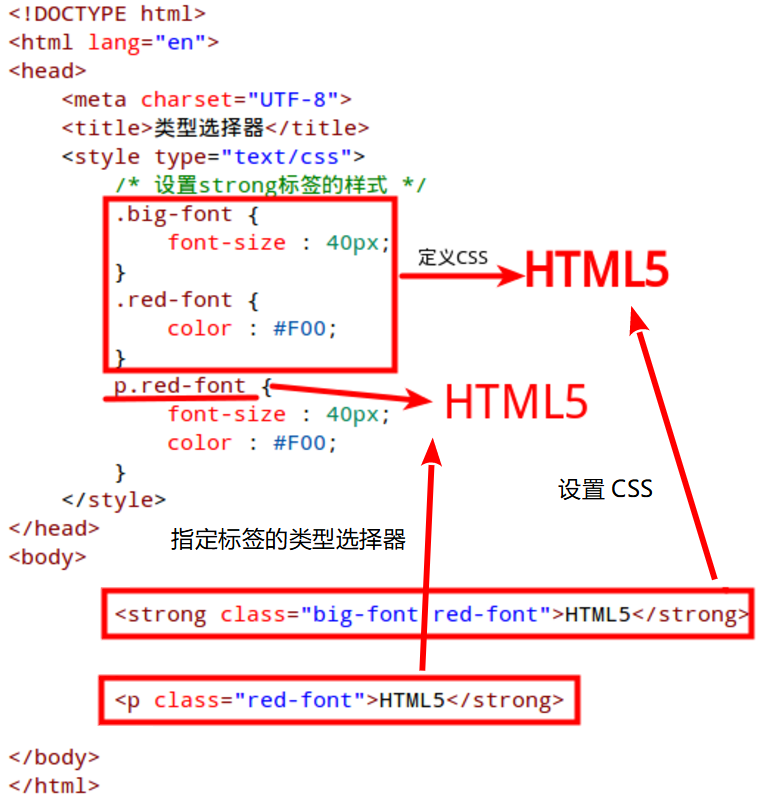 <!DOCTYPE html>
<html lang="en">
<head>
    <meta charset="UTF-8">
    <title>类型选择器</title>
    <style type="text/css">
        /* 设置strong标签的样式 */
        .big-font {
            font-size : 40px;
        }
        .red-font {
            color : #F00;
        }
        p.red-font {
            font-size : 40px;
            color : #F00;
        }
    </style>
</head>
<body>
        <strong class="big-font red-font">HTML5</strong>
        <p class="red-font">HTML5</strong>
</body>
</html>
定义CSS
HTML5
HTML5
设置 CSS
指定标签的类型选择器